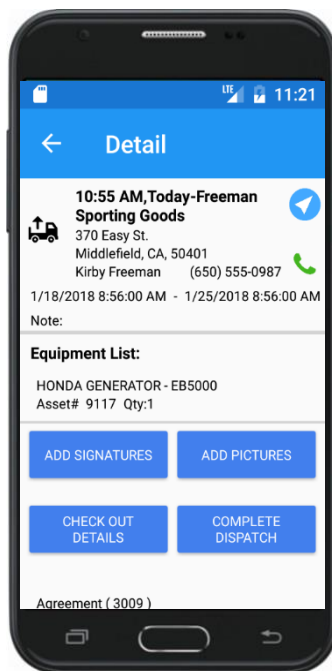 LTE 11:21
Detail
10:55 AM,Today-Freeman
Sporting Goods
370 Easy St.
Middlefield, CA, 50401
Kirby Freeman (650) 555-0987
1/18/2018 8:56:00 AM - 1/25/2018 8:56:00 AM
Note:
Equipment List:
HONDA GENERATOR - EB5000
Asset# 9117 Qty:1
ADD SIGNATURES
ADD PICTURES
CHECK OUT
DETAILS
COMPLETE
DISPATCH
Agreement ( 3009 )